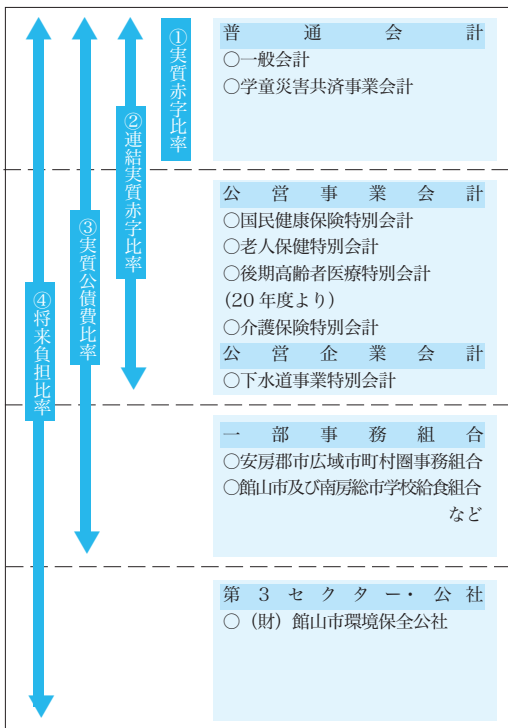 ①実質赤字比率
②連結実質赤字比率
③実質公債費比率
④将来負担比率
普通会計
○一般会計
○学童災害共済事業会計
公営事業会計
○国民健康保険特別会計
○老人保健特別会計
○後期高齢者医療特別会計
(20年度より)
○介護保険特別会計
公営企業会計
○下水道事業特別会計
一部事務組合
○安房郡市広域市町村圏事務組合
○館山市及び南房総市学校給食組合
など
第3セクター・公社
○（財）館山市環境保全公社